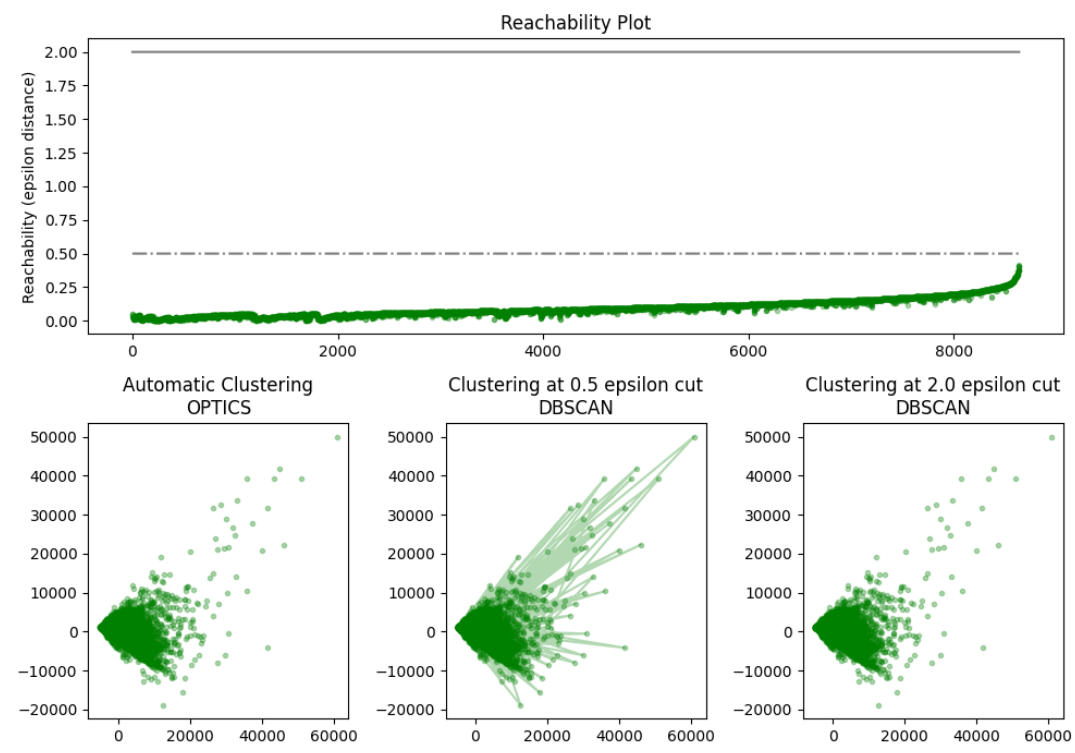 Reachability Plot
Reachability (epsilon distance)
2.00
1.75
1.50
1.25
1.00
0.75
0.50
0.25
0.00
0 2000 4000 6000 8000
Automatic Clustering
OPTICS
50000
40000
30000
20000
10000
0
−10000
−20000
0 20000 40000 60000
Clustering at 0.5 epsilon cut
DBSCAN
50000
40000
30000
20000
10000
0
−10000
−20000
0 20000 40000 60000
Clustering at 2.0 epsilon cut
DBSCAN
50000
40000
30000
20000
10000
0
−10000
−20000
0 20000 40000 60000